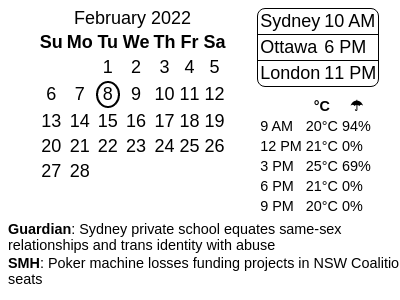 February 2022
Su Mo Tu We Th Fr Sa
1 2 3 4 5
6 7 8 9 10 11 12
13 14 15 16 17 18 19
20 21 22 23 24 25 26
27 28
Sydney 10 AM
Ottawa 6 PM
London 11 PM
°C ☂
9 AM 20°C 94%
12 PM 21°C 0%
3 PM 25°C 69%
6 PM 21°C 0%
9 PM 20°C 0%
Guardian: Sydney private school equates same-sex
relationships and trans identity with abuse
SMH: Poker machine losses funding projects in NSW Coalitio
seats